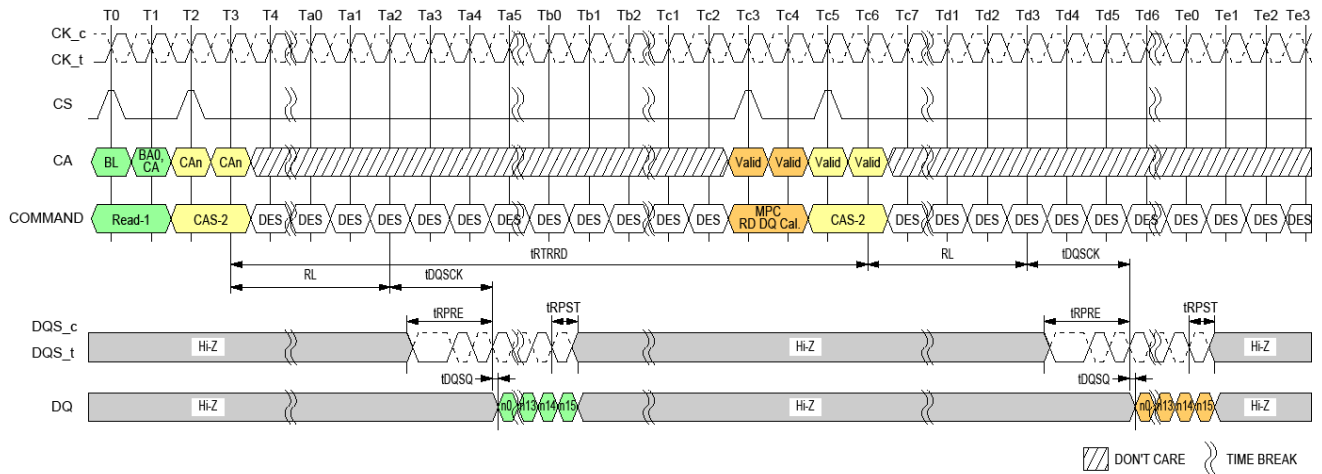 T0 T1 T2 T3 T4 Ta0 Ta1 Ta2 Ta3 Ta4 Ta5 Tb0 Tb1 Tb2 Tc1 Tc2 Tc3 Tc4 Tc5 Tc6 Tc7 Td1 Td2 Td3 Td4 Td5 Td6 Te0 Te1 Te2 Te3
CK_c
CK_t
CS
CA BL BA0, CA CAn CAn Valid Valid Valid Valid
COMMAND Read-1 CAS-2 DES DES DES DES DES DES DES DES DES DES DES DES MPC RD DQ Cal. CAS-2 DES DES DES DES DES DES DES DES DES DES DES
tRTRRD
RL tDQSCK RL tDQSCK
tRPRE tRPST tRPRE tRPST
DQS_c
DQS_t
Hi-Z Hi-Z Hi-Z
tDQSQ tDQSQ
DQ Hi-Z n0 n13 n14 n15 Hi-Z n0 n13 n14 n15 Hi-Z
DON'T CARE TIME BREAK